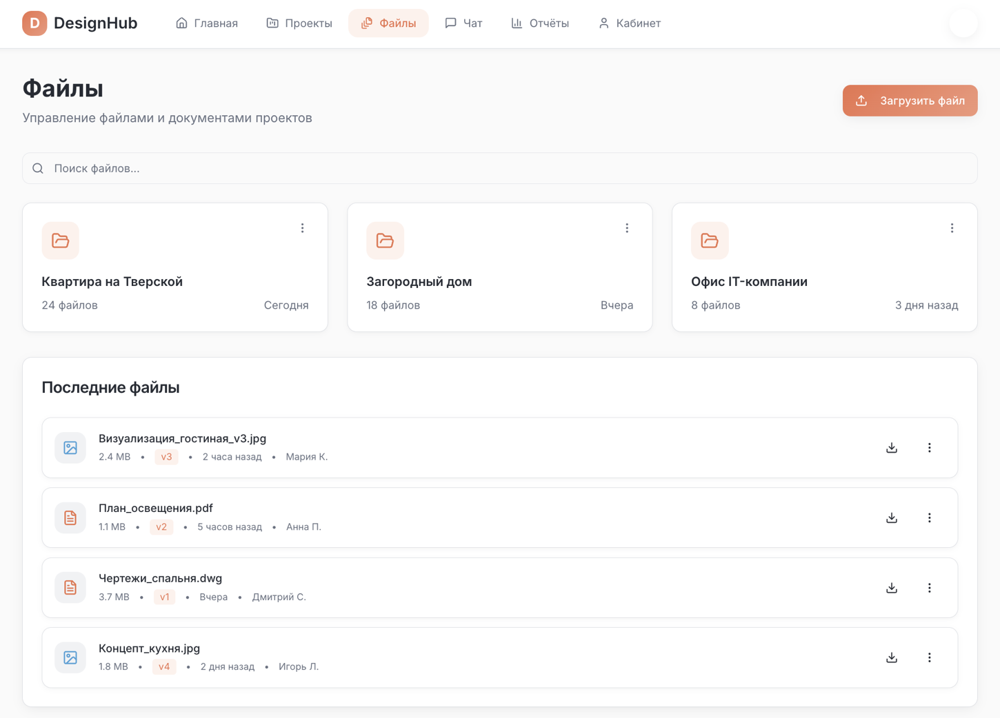 D DesignHub Главная Проекты Файлы Чат Отчёты Кабинет
Файлы
Управление файлами и документами проектов
Загрузить файл
Поиск файлов...
Квартира на Тверской
24 файлов Сегодня
Загородный дом
18 файлов Вчера
Офис IT-компании
8 файлов 3 дня назад
Последние файлы
Визуализация_гостиная_v3.jpg
2.4 MB • v3 • 2 часа назад • Мария К.
План_освещения.pdf
1.1 MB • v2 • 5 часов назад • Анна П.
Чертежи_спальня.dwg
3.7 MB • v1 • Вчера • Дмитрий С.
Концепт_кухня.jpg
1.8 MB • v4 • 2 дня назад • Игорь Л.